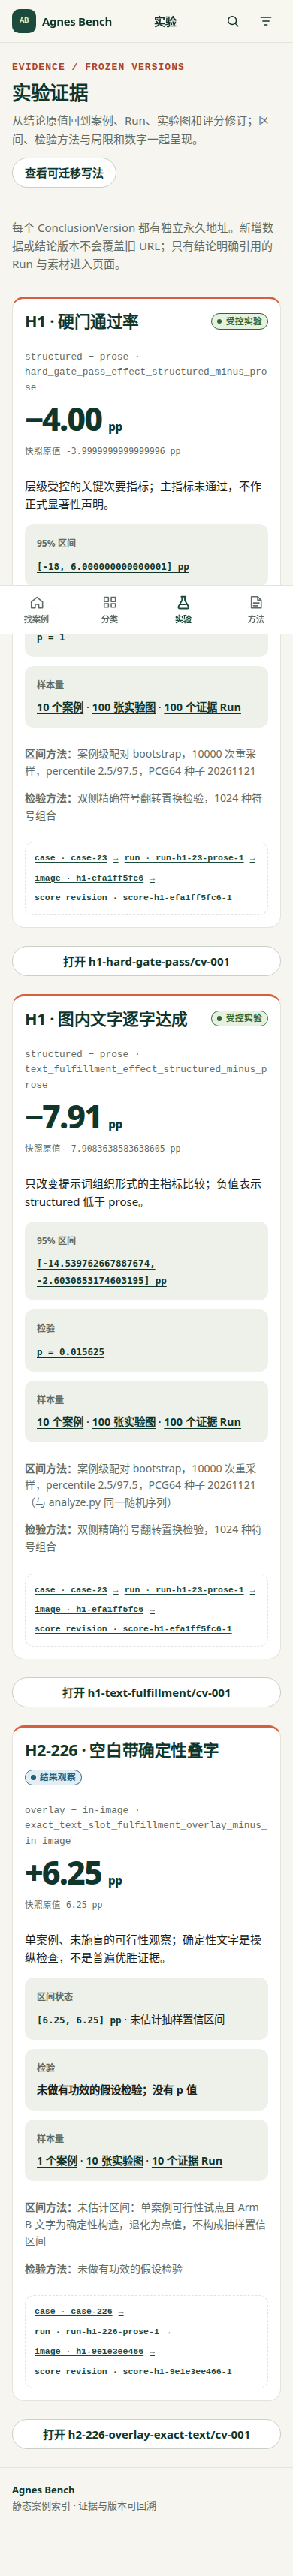 AB Agnes Bench 实验
EVIDENCE / FROZEN VERSIONS
实验证据
从结论原值回到案例、Run、实验图和评分修订；区
间、检验方法与局限和数字一起呈现。
查看可迁移写法
每个 ConclusionVersion 都有独立永久地址。新增数
据或结论版本不会覆盖旧 URL；只有结论明确引用的
Run 与素材进入页面。
H1 · 硬门通过率 受控实验
structured − prose ·
hard_gate_pass_effect_structured_minus_pro
se
−4.00 pp
快照原值 -3.9999999999999996 pp
层级受控的关键次要指标；主指标未通过，不作
正式显著性声明。
95% 区间
[-18, 6.000000000000001] pp
找案例 分类 实验 方法
p = 1
样本量
10 个案例 · 100 张实验图 · 100 个证据 Run
区间方法：案例级配对 bootstrap，10000 次重采
样，percentile 2.5/97.5，PCG64 种子 20261121
检验方法：双侧精确符号翻转置换检验，1024 种符
号组合
case · case-23 → run · run-h1-23-prose-1 →
image · h1-efa1ff5fc6 →
score revision · score-h1-efa1ff5fc6-1
打开 h1-hard-gate-pass/cv-001
H1 · 图内文字逐字达成 受控实验
structured − prose ·
text_fulfillment_effect_structured_minus_p
rose
−7.91 pp
快照原值 -7.9083638583638605 pp
只改变提示词组织形式的主指标比较；负值表示
structured 低于 prose。
95% 区间
[-14.539762667887674,
-2.6030853174603195] pp
检验
p = 0.015625
样本量
10 个案例 · 100 张实验图 · 100 个证据 Run
区间方法：案例级配对 bootstrap，10000 次重采
样，percentile 2.5/97.5，PCG64 种子 20261121
（与 analyze.py 同一随机序列）
检验方法：双侧精确符号翻转置换检验，1024 种符
号组合
case · case-23 → run · run-h1-23-prose-1 →
image · h1-efa1ff5fc6 →
score revision · score-h1-efa1ff5fc6-1
打开 h1-text-fulfillment/cv-001
H2-226 · 空白带确定性叠字
结果观察
overlay − in-image ·
exact_text_slot_fulfillment_overlay_minus_
in_image
+6.25 pp
快照原值 6.25 pp
单案例、未施盲的可行性观察；确定性文字是操
纵检查，不是普遍优胜证据。
区间状态
[6.25, 6.25] pp · 未估计抽样置信区间
检验
未做有功效的假设检验；没有 p 值
样本量
1 个案例 · 10 张实验图 · 10 个证据 Run
区间方法：未估计区间：单案例可行性试点且 Arm
B 文字为确定性构造，退化为点值，不构成抽样置信
区间
检验方法：未做有功效的假设检验
case · case-226 →
run · run-h1-226-prose-1 →
image · h1-9e1e3ee466 →
score revision · score-h1-9e1e3ee466-1
打开 h2-226-overlay-exact-text/cv-001
Agnes Bench
静态案例索引 · 证据与版本可回溯